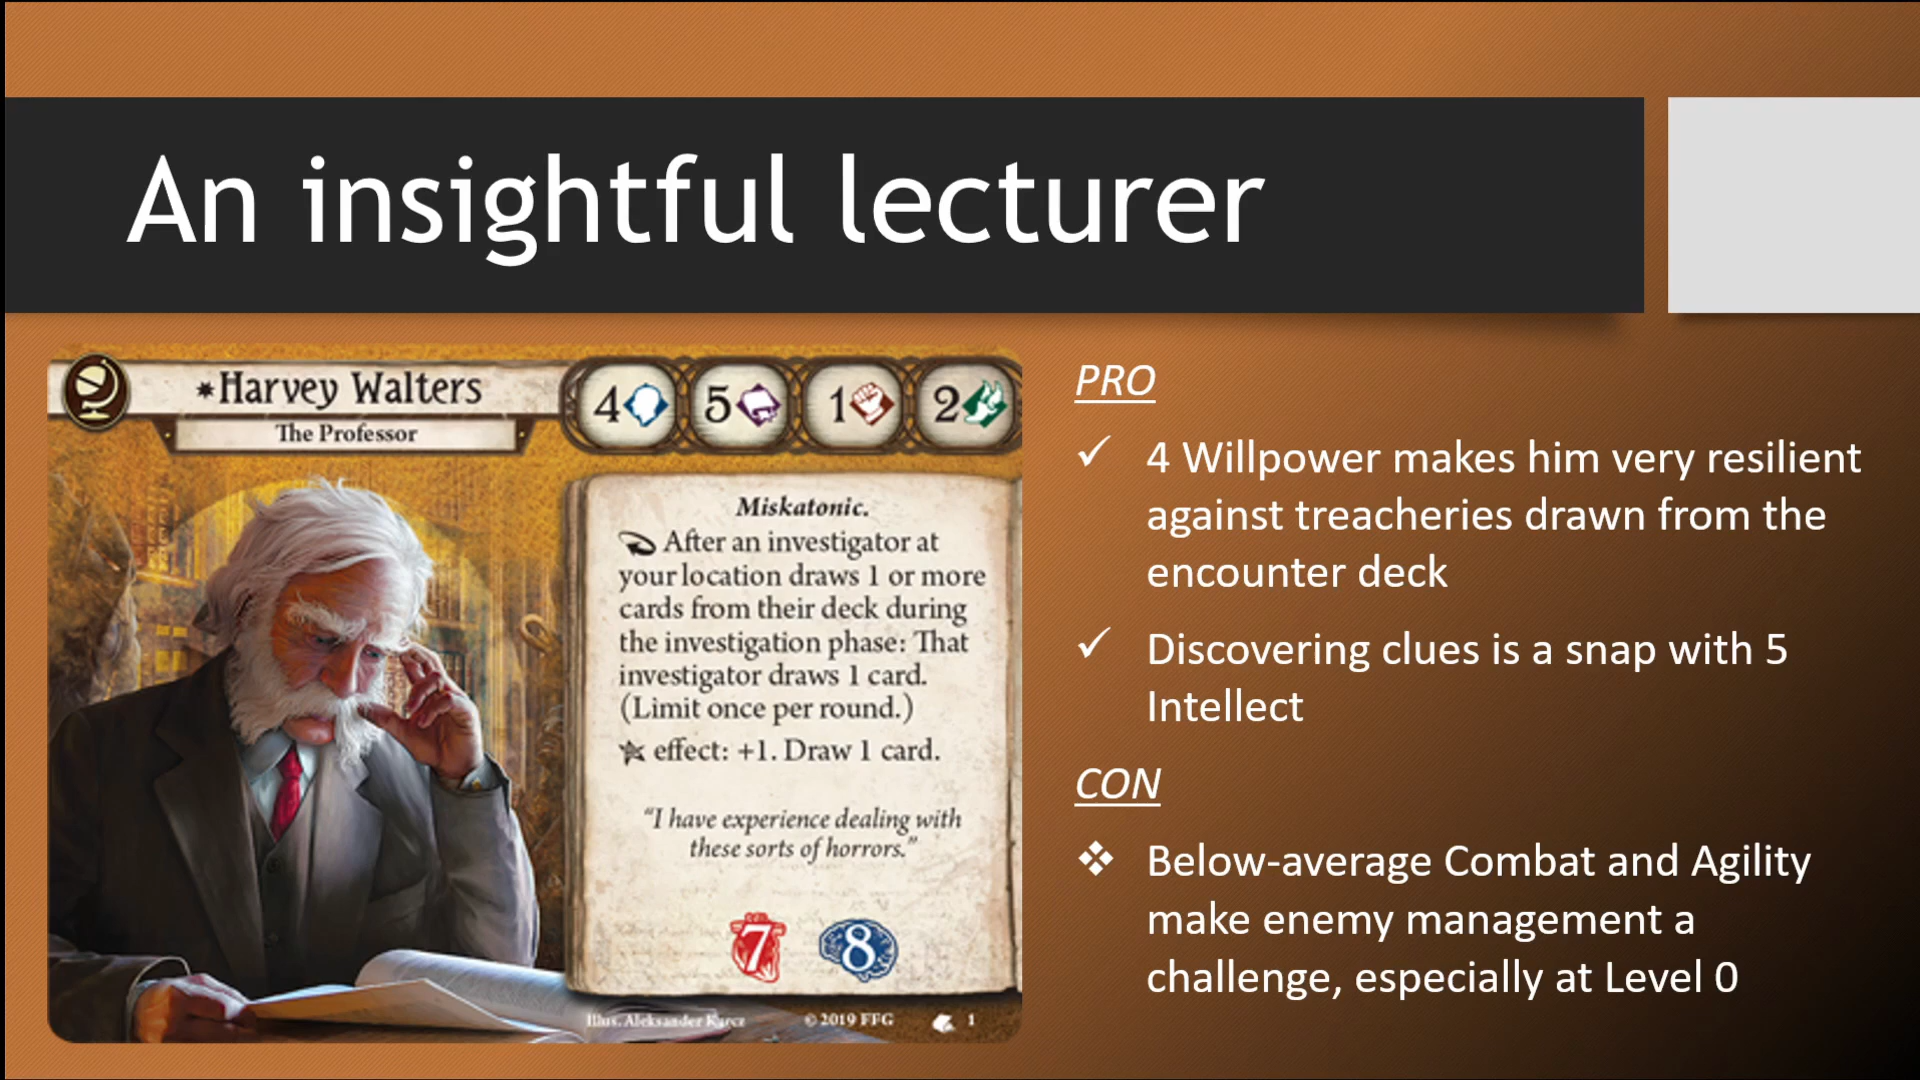 An insightful lecturer
Harvey Walters
The Professor
4
5
1
2
Miskatonic.
After an investigator at
your location draws 1 or more
cards from their deck during
the investigation phase: That
investigator draws 1 card.
(Limit once per round.)
effect: +1. Draw 1 card.
“I have experience dealing with
these sorts of horrors.”
7
8
Illus. Aleksander Karcz
© 2019 FFG
1
PRO
4 Willpower makes him very resilient
against treacheries drawn from the
encounter deck
Discovering clues is a snap with 5
Intellect
CON
Below-average Combat and Agility
make enemy management a
challenge, especially at Level 0